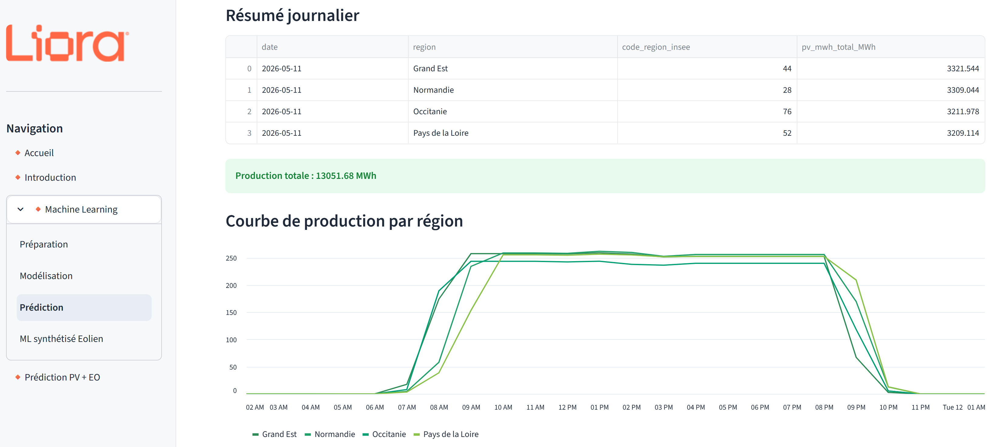 Liora©
Navigation
Accueil
Introduction
Machine Learning
Préparation
Modélisation
Prédiction
ML synthétisé Eolien
Prédiction PV + EO
Résumé journalier
date region code_region_insee pv_mwh_total_MWh
0 2026-05-11 Grand Est 44 3321.544
1 2026-05-11 Normandie 28 3309.044
2 2026-05-11 Occitanie 76 3211.978
3 2026-05-11 Pays de la Loire 52 3209.114
Production totale : 13051.68 MWh
Courbe de production par région
250
200
150
100
50
0
02 AM 03 AM 04 AM 05 AM 06 AM 07 AM 08 AM 09 AM 10 AM 11 AM 12 PM 01 PM 02 PM 03 PM 04 PM 05 PM 06 PM 07 PM 08 PM 09 PM 10 PM 11 PM Tue 12 01 AM
Grand Est Normandie Occitanie Pays de la Loire